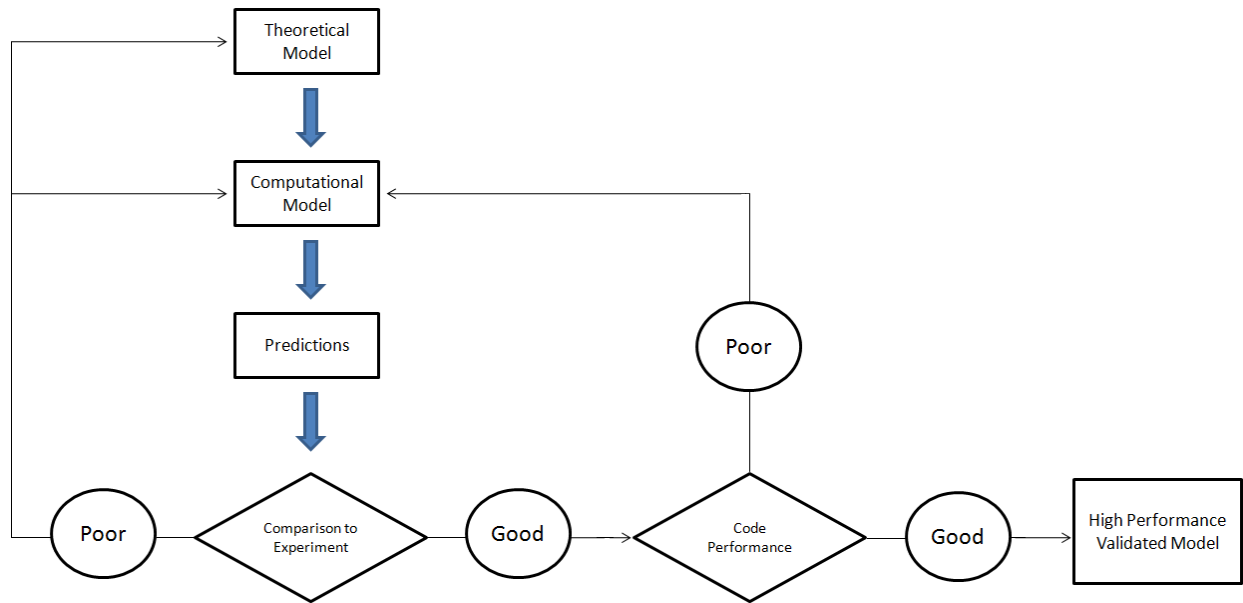 Theoretical
Model
Computational
Model
Predictions
Poor
Poor
Comparison to
Experiment
Good
Code
Performance
Good
High Performance
Validated Model